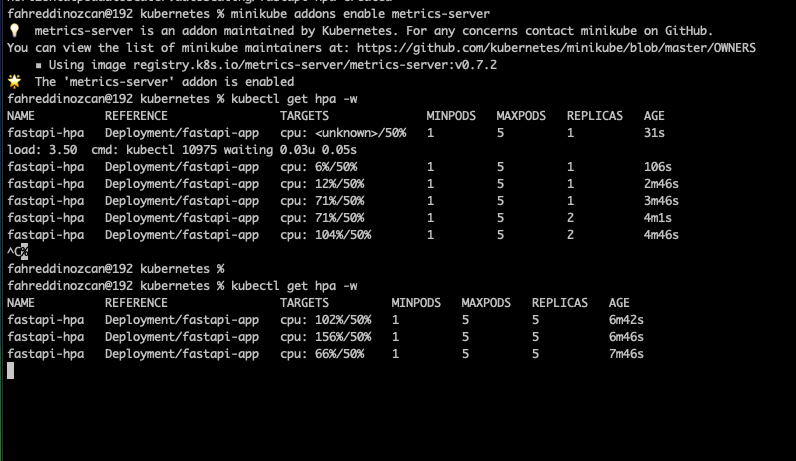 fahreddinozcan@192 kubernetes % minikube addons enable metrics-server
💡  metrics-server is an addon maintained by Kubernetes. For any concerns contact minikube on GitHub.
You can view the list of minikube maintainers at: https://github.com/kubernetes/minikube/blob/master/OWNERS
    ▪ Using image registry.k8s.io/metrics-server/metrics-server:v0.7.2
🌟  The 'metrics-server' addon is enabled
fahreddinozcan@192 kubernetes % kubectl get hpa -w
NAME          REFERENCE                TARGETS              MINPODS   MAXPODS   REPLICAS   AGE
fastapi-hpa   Deployment/fastapi-app   cpu: <unknown>/50%   1         5         1          31s
load: 3.50  cmd: kubectl 10975 waiting 0.03u 0.05s
fastapi-hpa   Deployment/fastapi-app   cpu: 6%/50%          1         5         1          106s
fastapi-hpa   Deployment/fastapi-app   cpu: 12%/50%         1         5         1          2m46s
fastapi-hpa   Deployment/fastapi-app   cpu: 71%/50%         1         5         1          3m46s
fastapi-hpa   Deployment/fastapi-app   cpu: 71%/50%         1         5         2          4m1s
fastapi-hpa   Deployment/fastapi-app   cpu: 104%/50%        1         5         2          4m46s
^C%
fahreddinozcan@192 kubernetes %
fahreddinozcan@192 kubernetes % kubectl get hpa -w
NAME          REFERENCE                TARGETS         MINPODS   MAXPODS   REPLICAS   AGE
fastapi-hpa   Deployment/fastapi-app   cpu: 102%/50%   1         5         5          6m42s
fastapi-hpa   Deployment/fastapi-app   cpu: 156%/50%   1         5         5          6m46s
fastapi-hpa   Deployment/fastapi-app   cpu: 66%/50%    1         5         5          7m46s